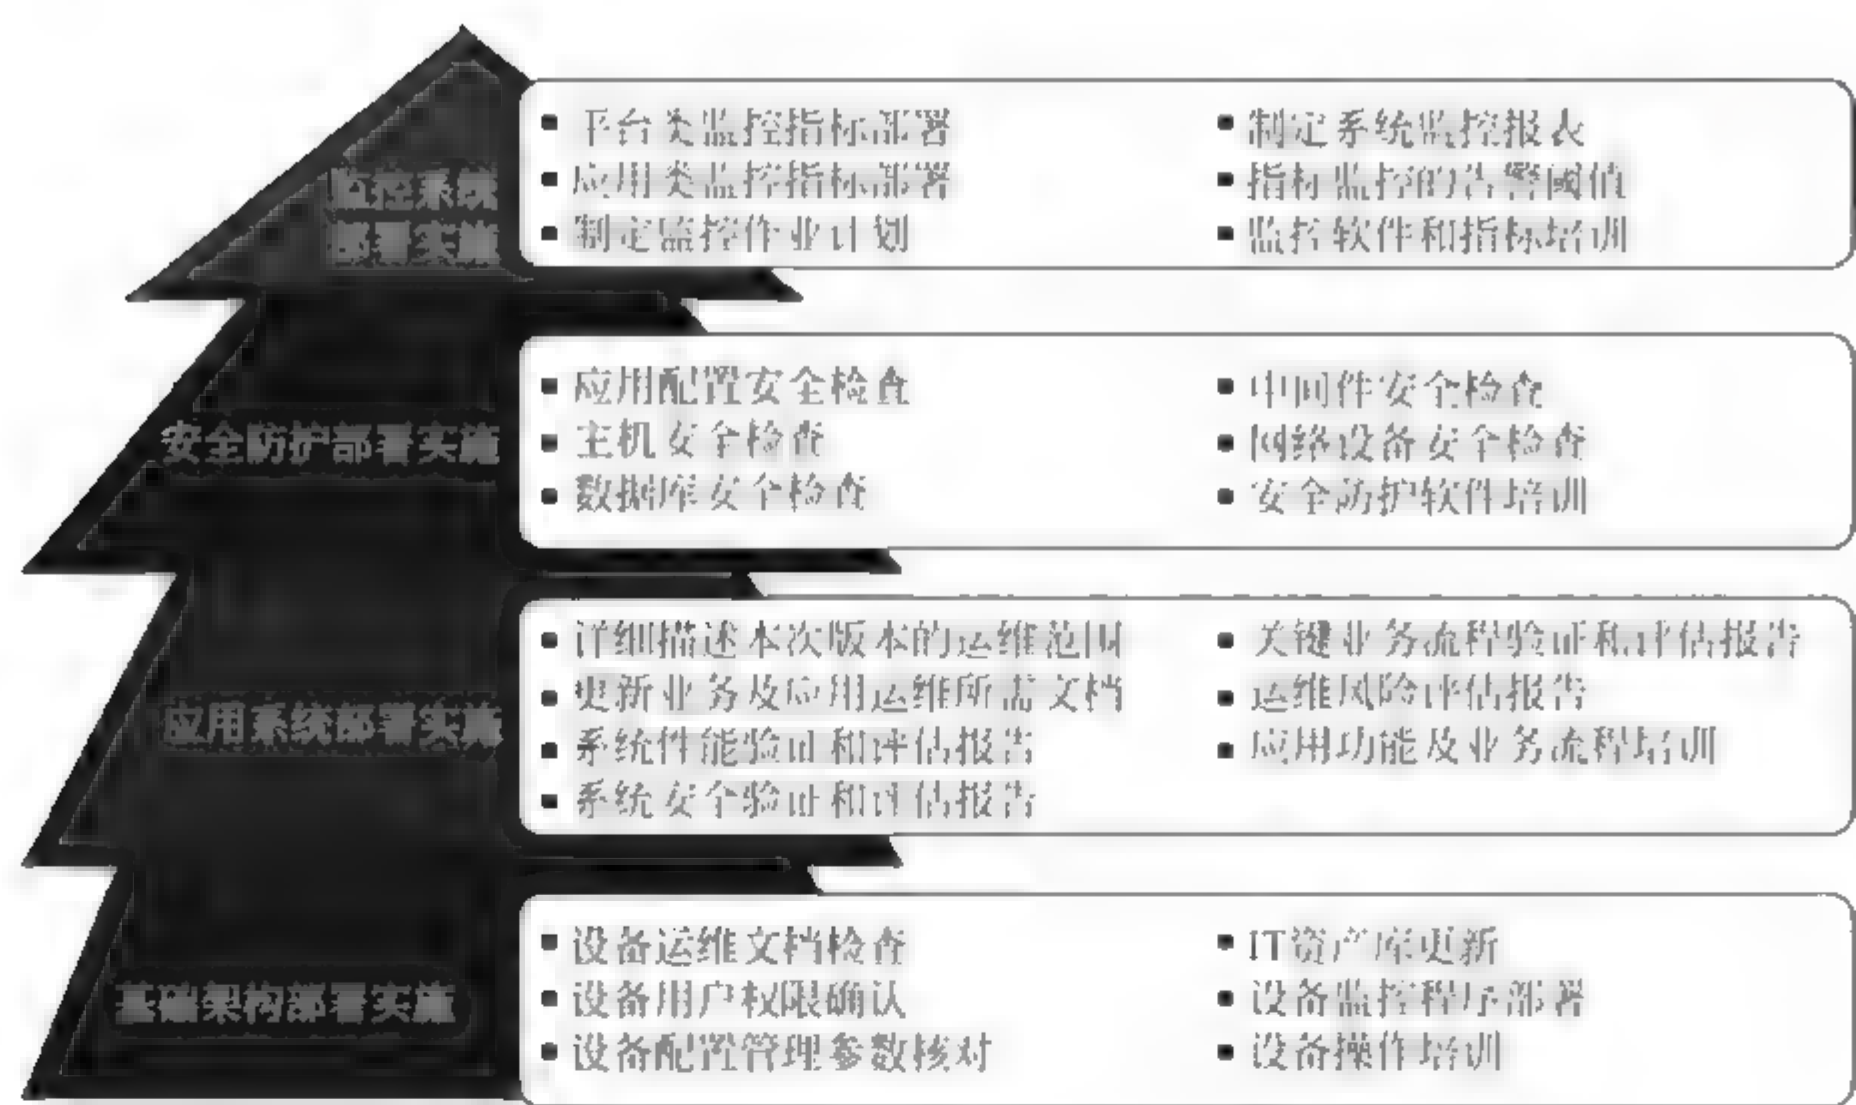 监控系统
部署实施
平台类监控指标部署
应用类监控指标部署
制定监控作业计划
制定系统监控报表
指标监控的告警阈值
监控软件和指标培训
安全防护部署实施
应用配置安全检查
主机安全检查
数据库安全检查
中间件安全检查
网络设备安全检查
安全防护软件培训
应用系统部署实施
详细描述本次版本的运维范围
更新业务及应用运维所需文档
系统性能验证和评估报告
系统安全验证和评估报告
关键业务流程验证和评估报告
运维风险评估报告
应用功能及业务流程培训
基础架构部署实施
设备运维文档检查
设备用户权限确认
设备配置管理参数核对
IT资产库更新
设备监控程序部署
设备操作培训